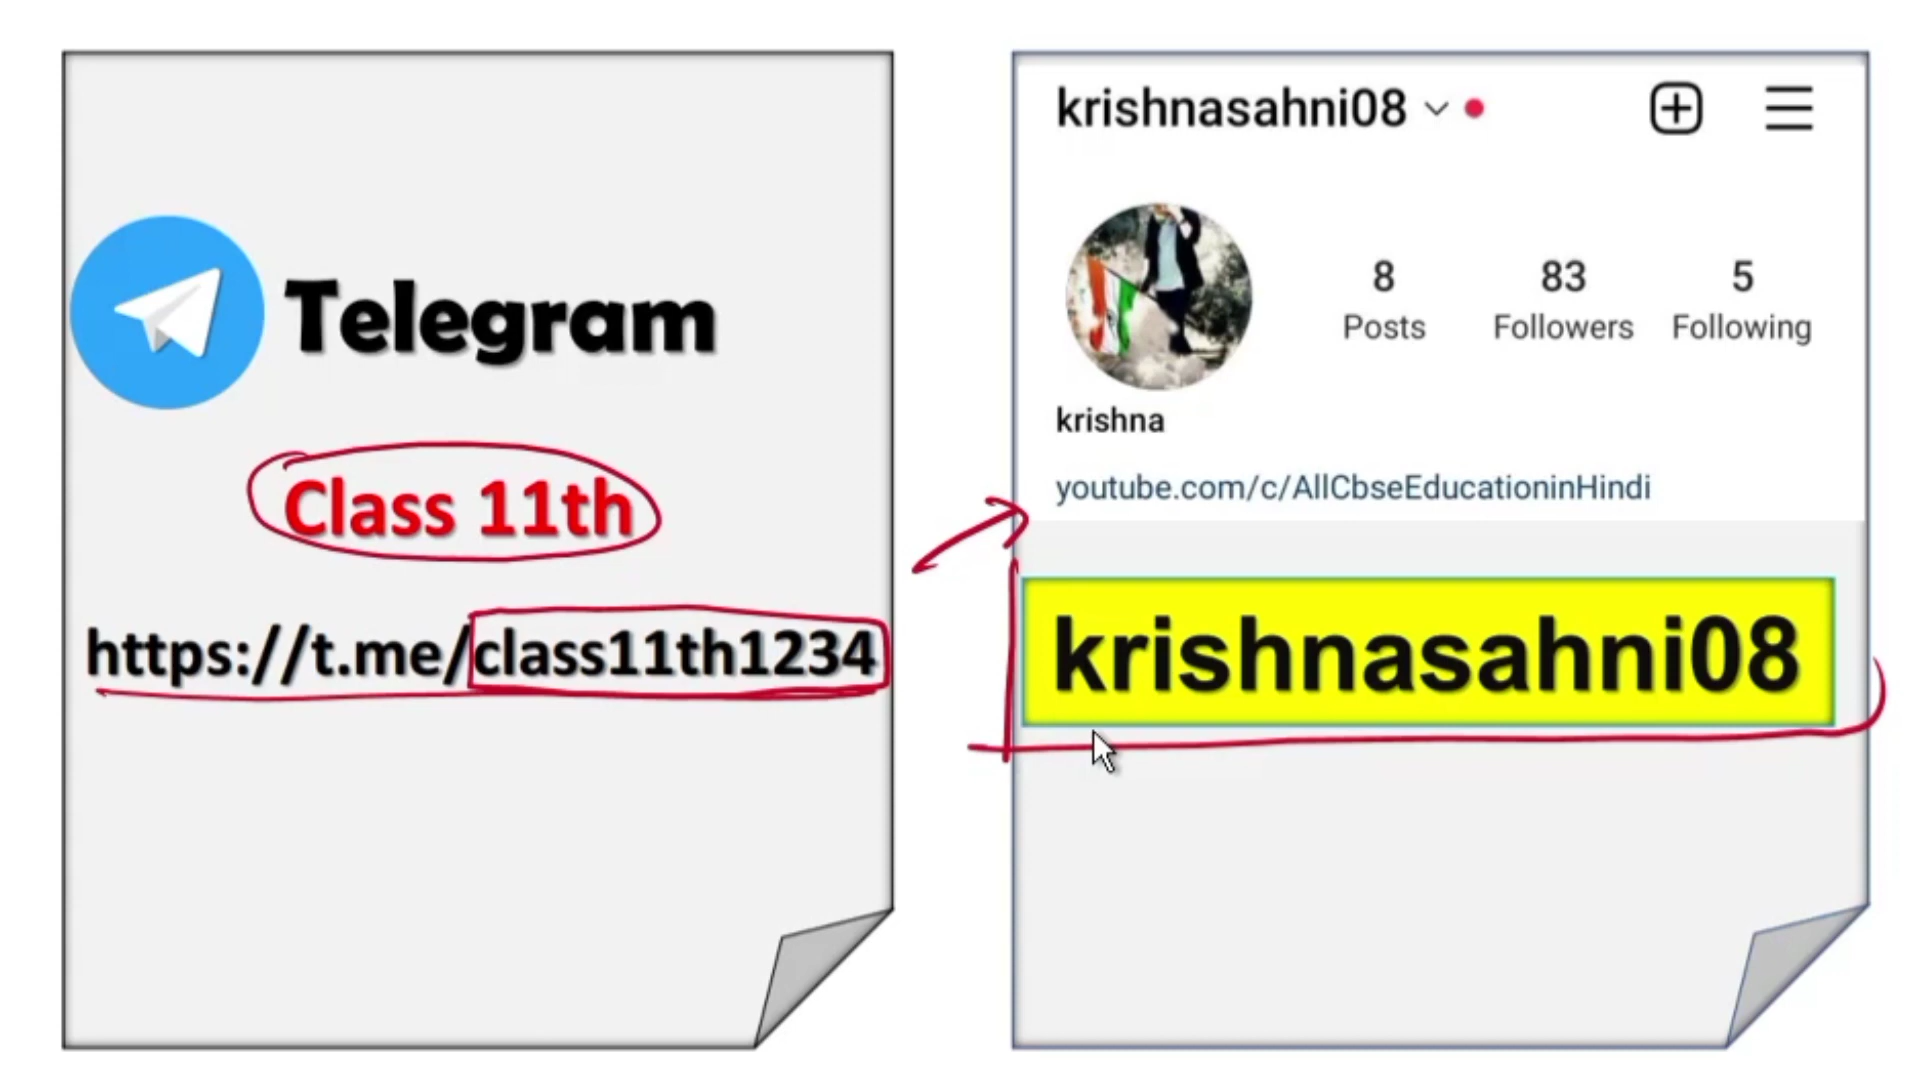 Telegram
Class 11th
https://t.me/class11th1234
krishnasahni08
8
Posts
83
Followers
5
Following
krishna
youtube.com/c/AllCbseEducationinHindi
krishnasahni08